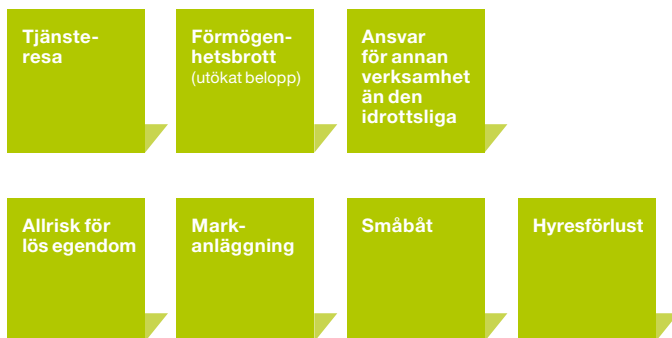 Tjänste-
resa
Förmögen-
hetsbrott
(utökat belopp)
Ansvar
för annan
verksamhet
än den
idrottsliga
Allrisk för
lös egendom
Mark-
anläggning
Småbåt
Hyresförlust